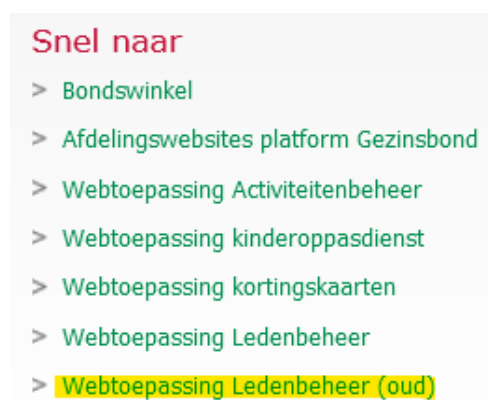 Snel naar
> Bondswinkel
> Afdelingswebsites platform Gezinsbond
> Webtoepassing Activiteitenbeheer
> Webtoepassing kinderoppasdienst
> Webtoepassing kortingskaarten
> Webtoepassing Ledenbeheer
> Webtoepassing Ledenbeheer (oud)